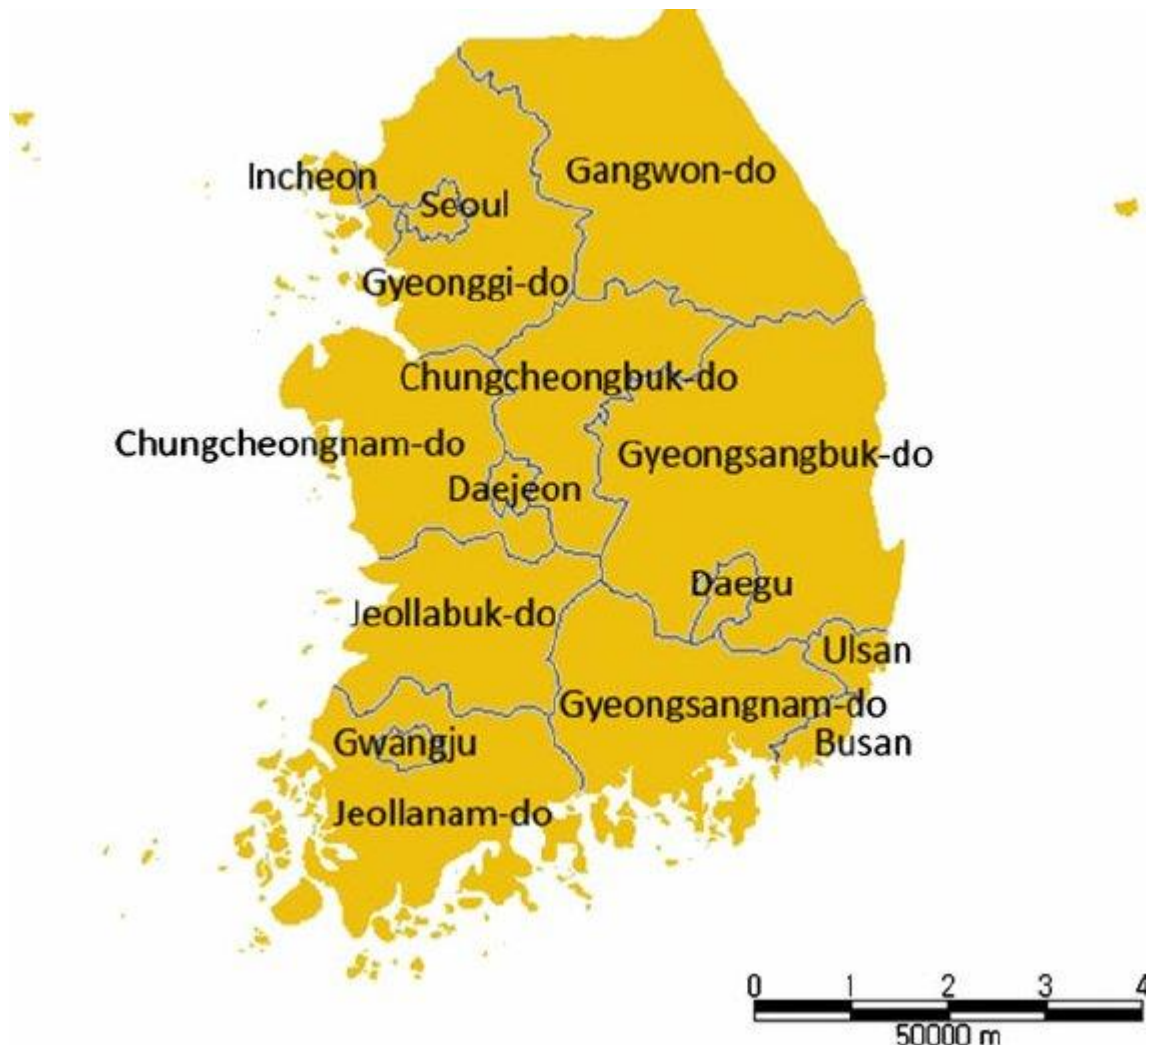 Gangwon-do
Incheon
Seoul
Gyeonggi-do
Chungcheongbuk-do
Chungcheongnam-do
Gyeongsangbuk-do
Daejeon
Daegu
Jeollabuk-do
Ulsan
Gyeongsangnam-do
Gwangju
Busan
Jeollanam-do
0 1 2 3 4
50000 m